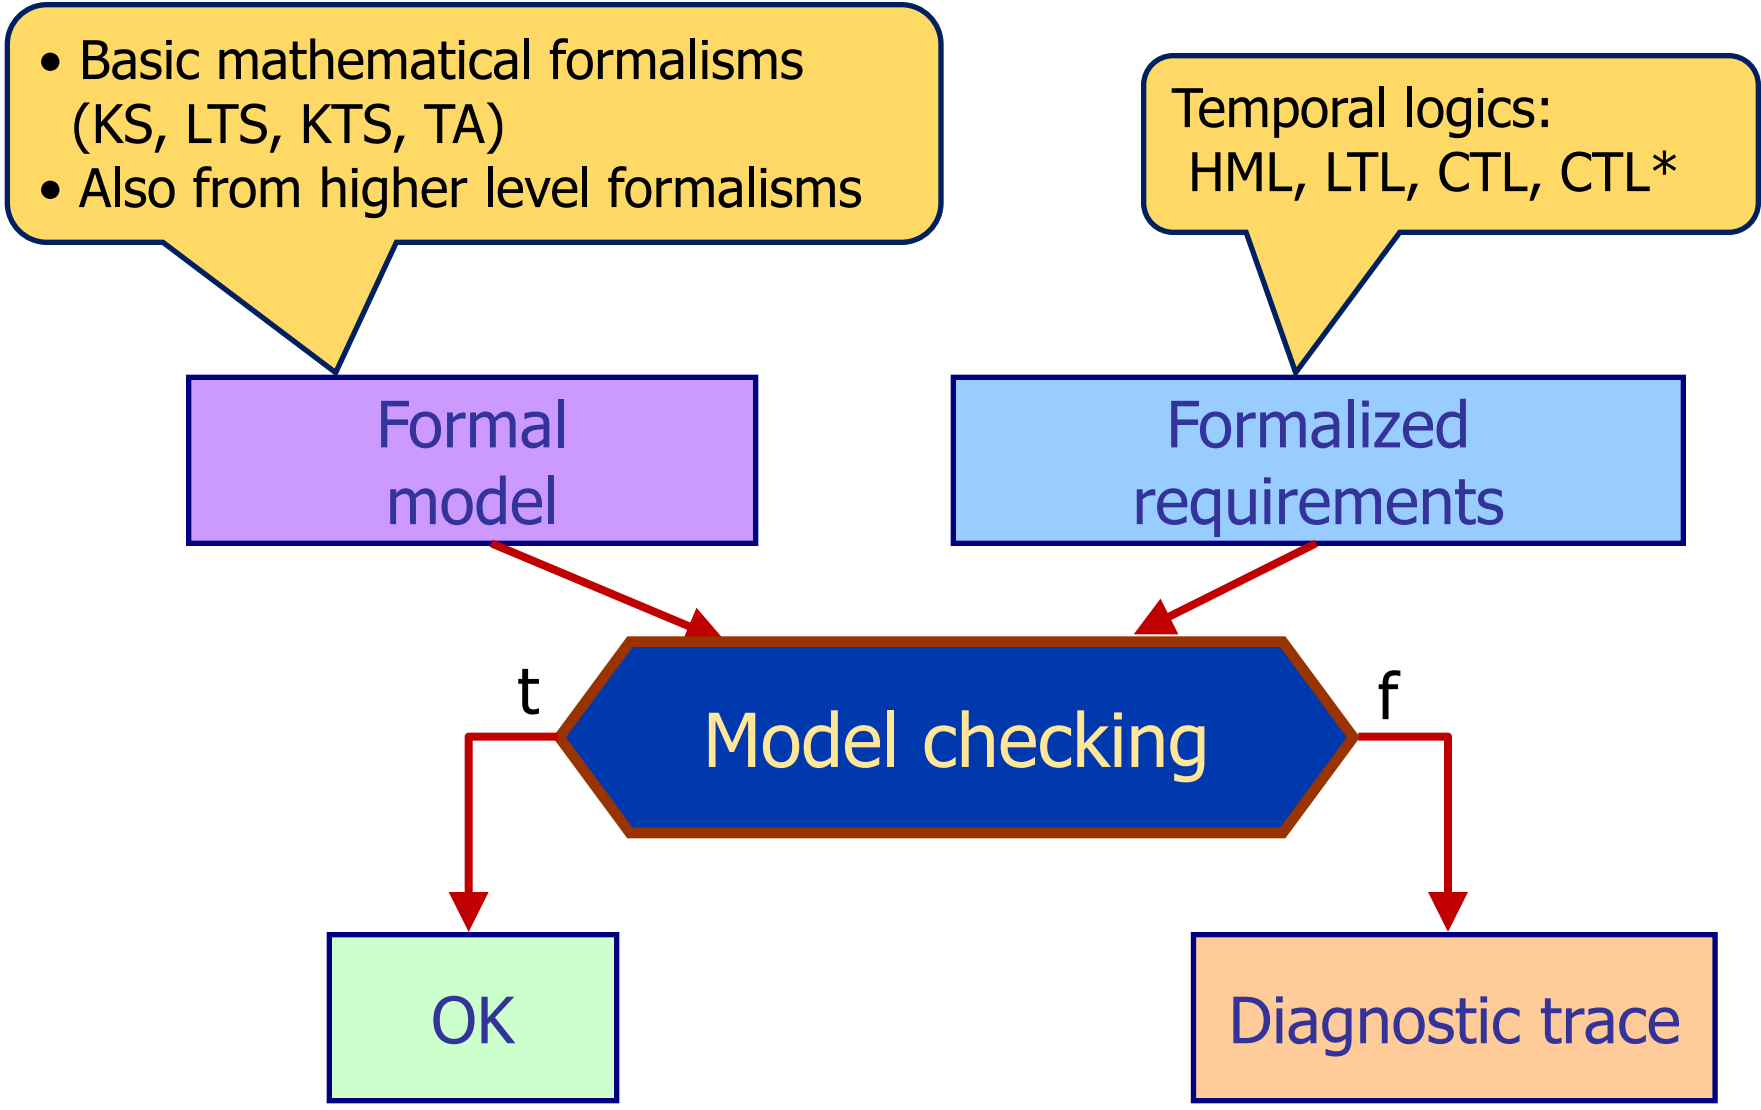 • Basic mathematical formalisms
(KS, LTS, KTS, TA)
• Also from higher level formalisms
Temporal logics:
HML, LTL, CTL, CTL*
Formal
model
Formalized
requirements
t
f
Model checking
OK
Diagnostic trace